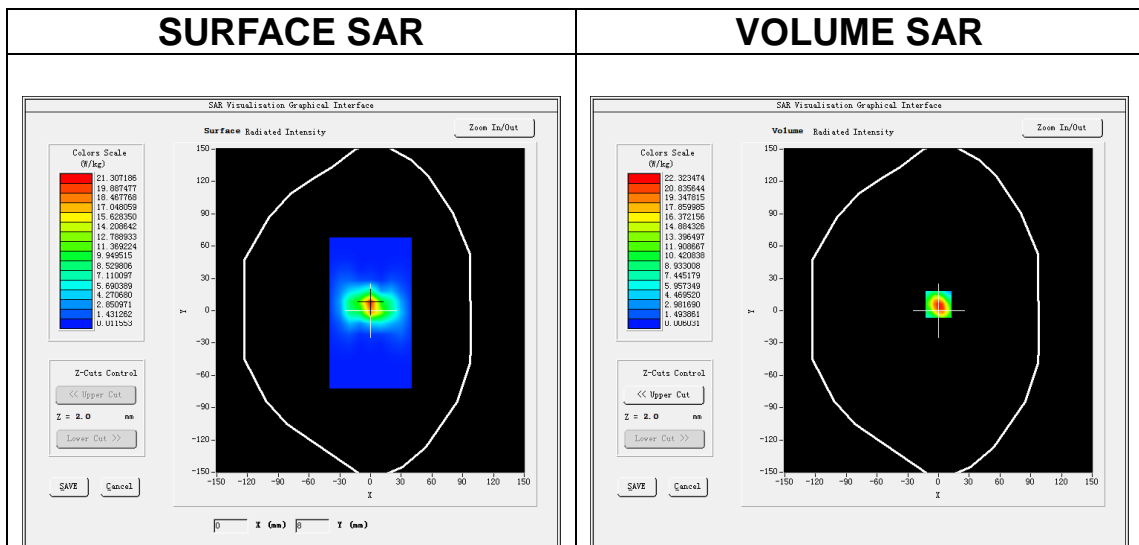 SURFACE SAR
VOLUME SAR
SAR Visualisation Graphical Interface
Surface Radiated Intensity
Zoom In/Out
Colors Scale
(W/kg)
21.307186
19.887477
18.467768
17.048059
15.628350
14.208642
12.788933
11.369224
9.949515
8.529806
7.110097
5.690389
4.270680
2.850971
1.431262
0.011553
150
120
90
60
30
0
-30
-60
-90
-120
-150
Y
-150 -120 -90 -60 -30 0 30 60 90 120 150
X
Z-Cuts Control
<< Upper Cut
Z = 2.0 mm
Lower Cut >>
SAVE Cancel
0 X (mm) 8 Y (mm)
SAR Visualisation Graphical Interface
Volume Radiated Intensity
Zoom In/Out
Colors Scale
(W/kg)
22.323474
20.835644
19.347815
17.859985
16.372156
14.884326
13.396497
11.908667
10.420838
8.933008
7.445179
5.957349
4.469520
2.981690
1.493861
0.006031
150
120
90
60
30
0
-30
-60
-90
-120
-150
Y
-150 -120 -90 -60 -30 0 30 60 90 120 150
X
Z-Cuts Control
<< Upper Cut
Z = 2.0 mm
Lower Cut >>
SAVE Cancel